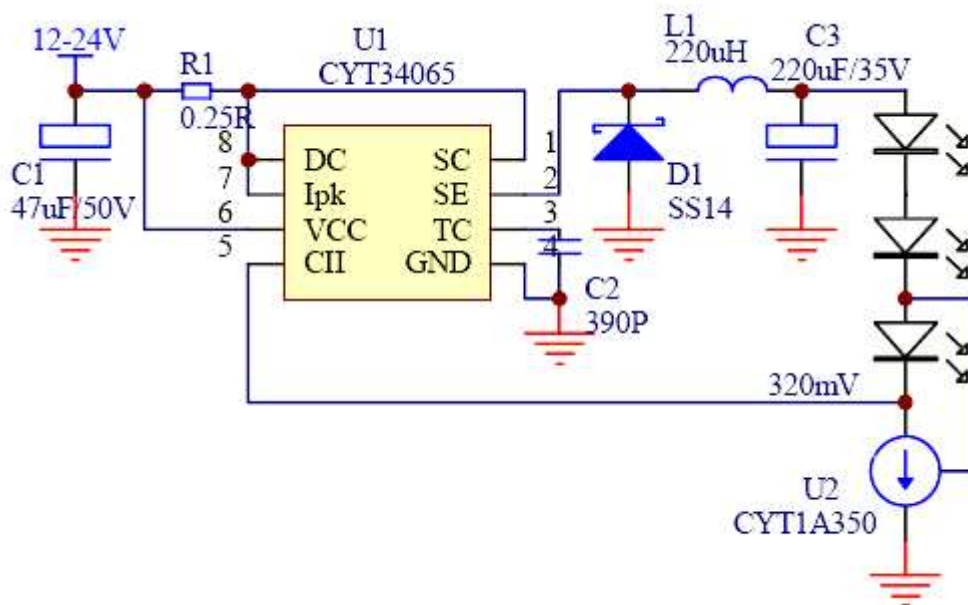 12-24V
R1
0.25R
C1
47uF/50V
U1
CYT34065
8
7
6
5
DC
Ipk
VCC
CII
SC
SE
TC
GND
1
2
3
4
C2
390P
D1
SS14
L1
220uH
C3
220uF/35V
320mV
U2
CYT1A350